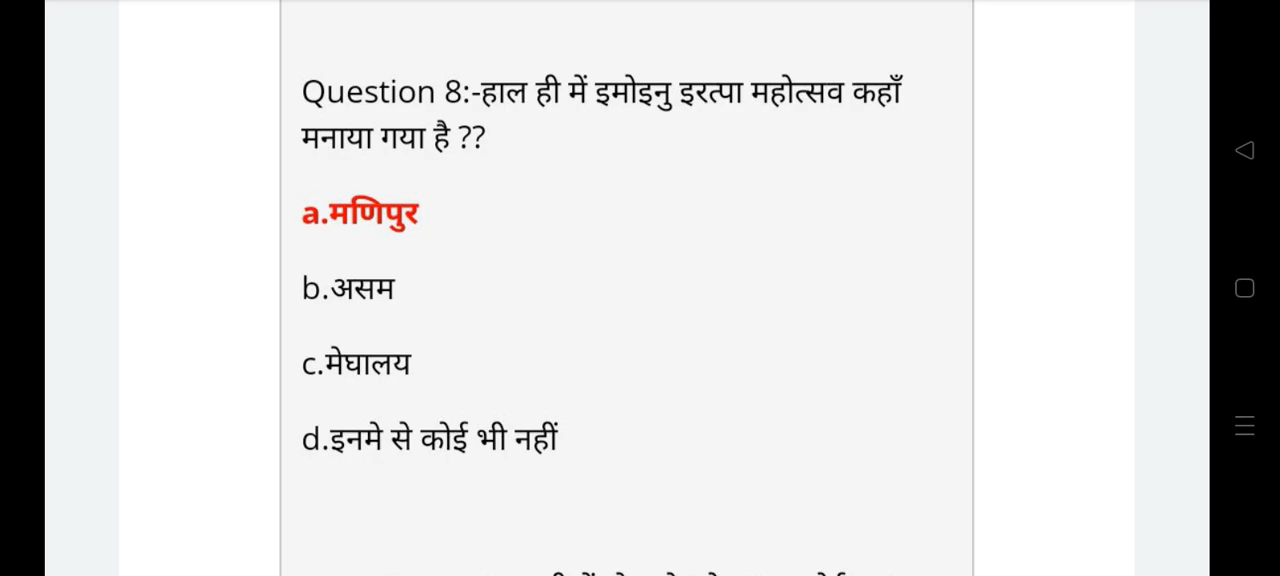 Question 8:-हाल ही में इमोइनु इरत्पा महोत्सव कहाँ
मनाया गया है ??
a.मणिपुर
b.असम
c.मेघालय
d.इनमे से कोई भी नहीं